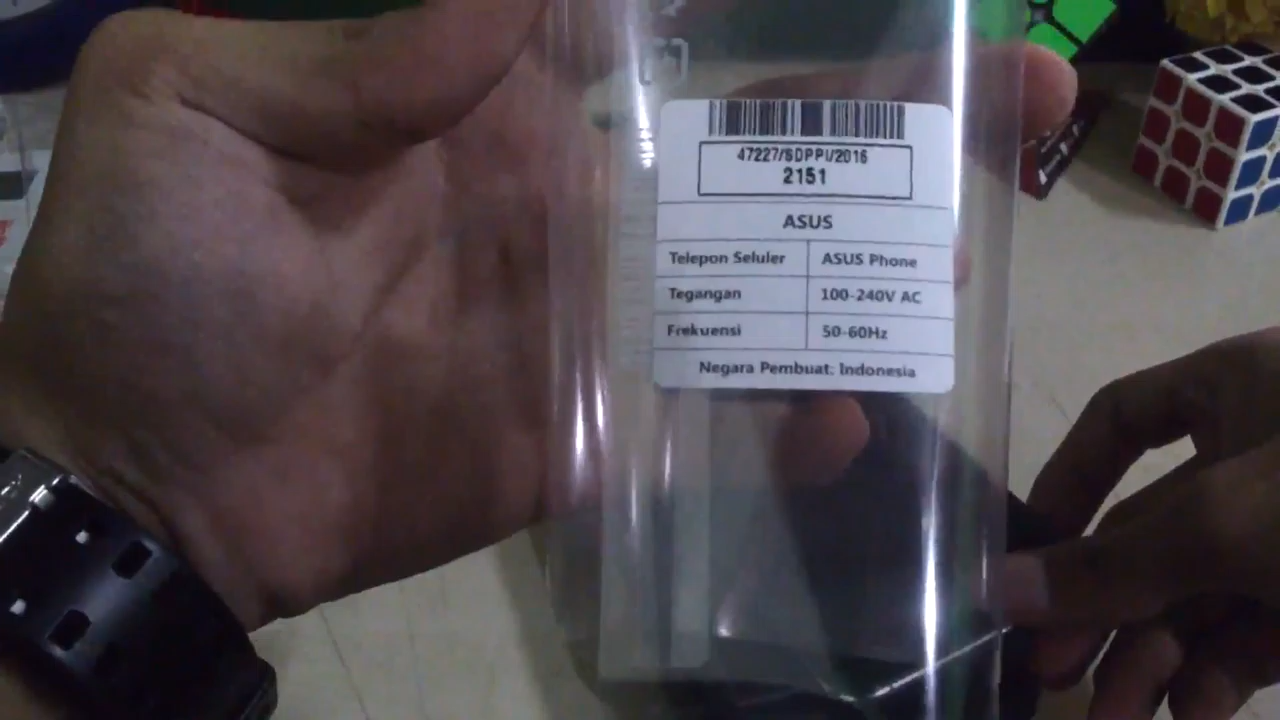 47227/SDPPI/2016
2151
ASUS
Telepon Seluler ASUS Phone
Tegangan 100-240V AC
Frekuensi 50-60Hz
Negara Pembuat: Indonesia